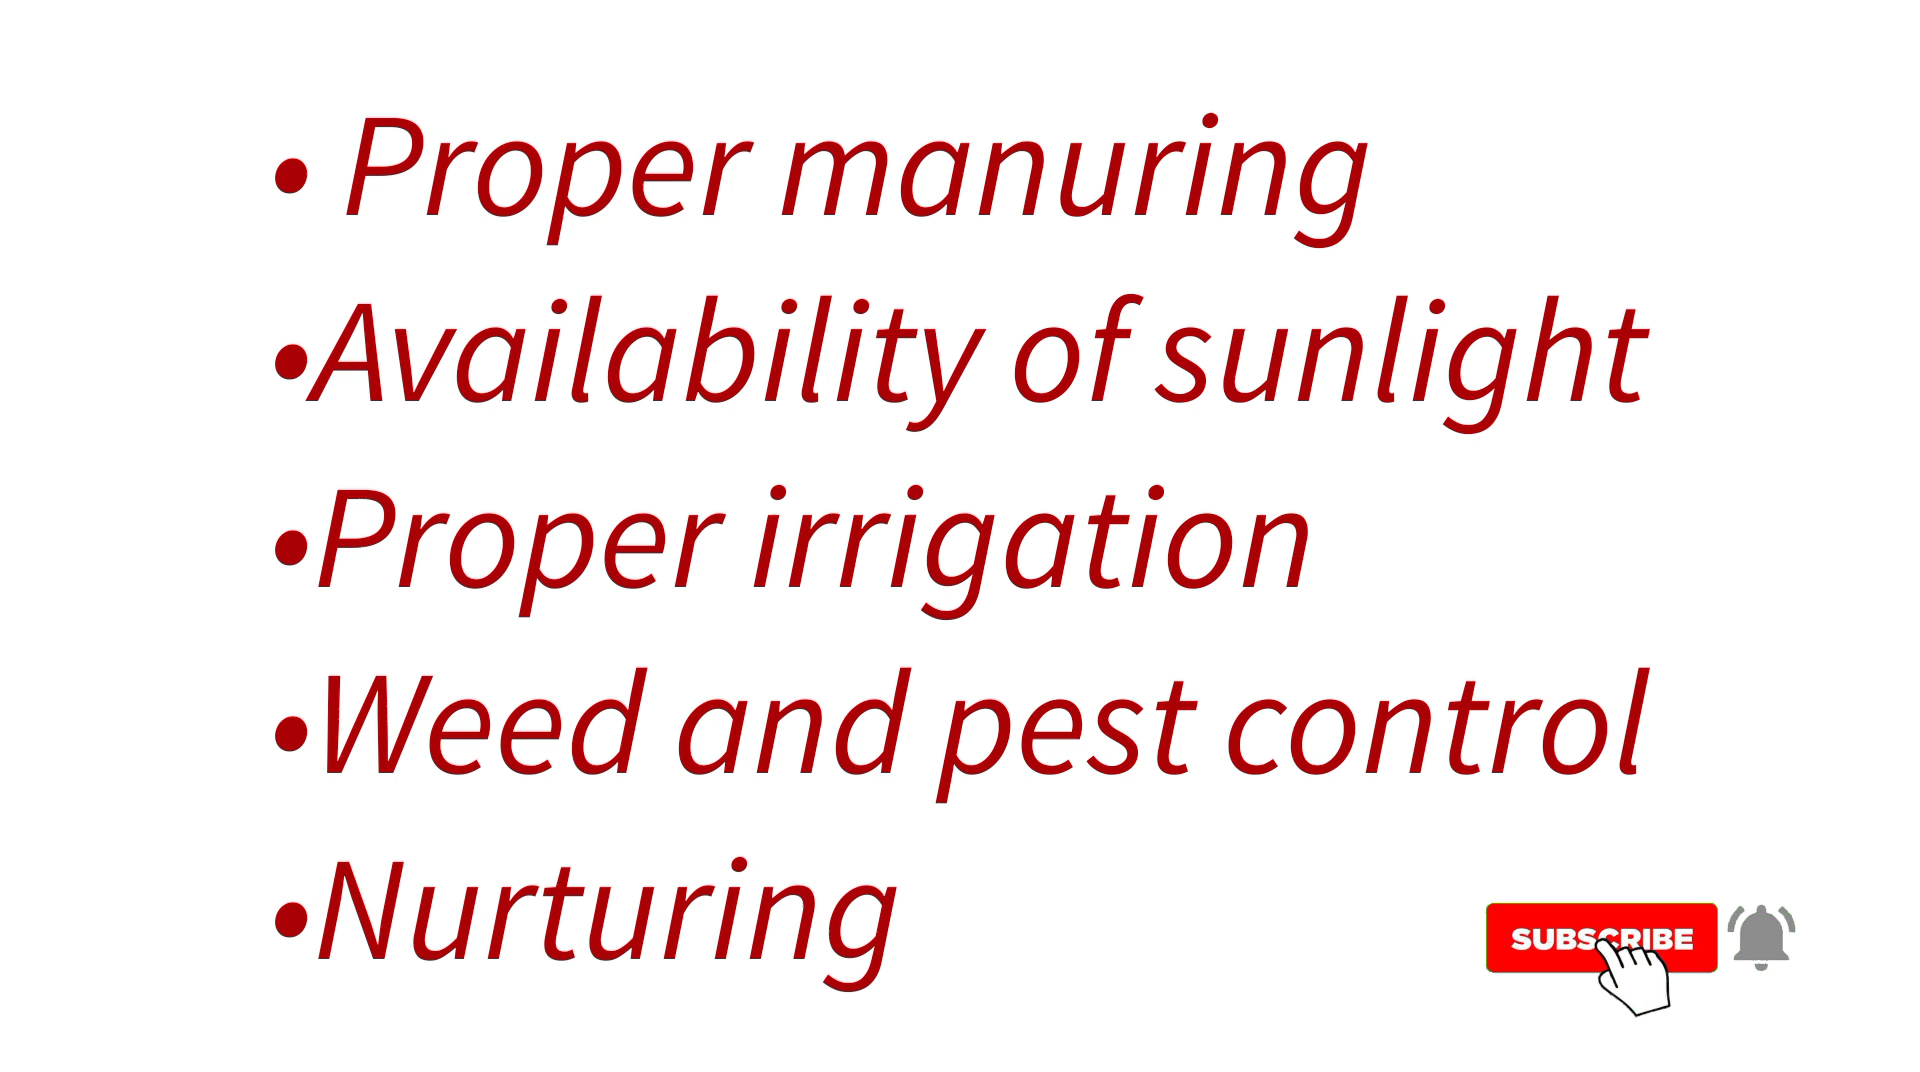 • Proper manuring
•Availability of sunlight
•Proper irrigation
•Weed and pest control
•Nurturing
SUBSCRIBE